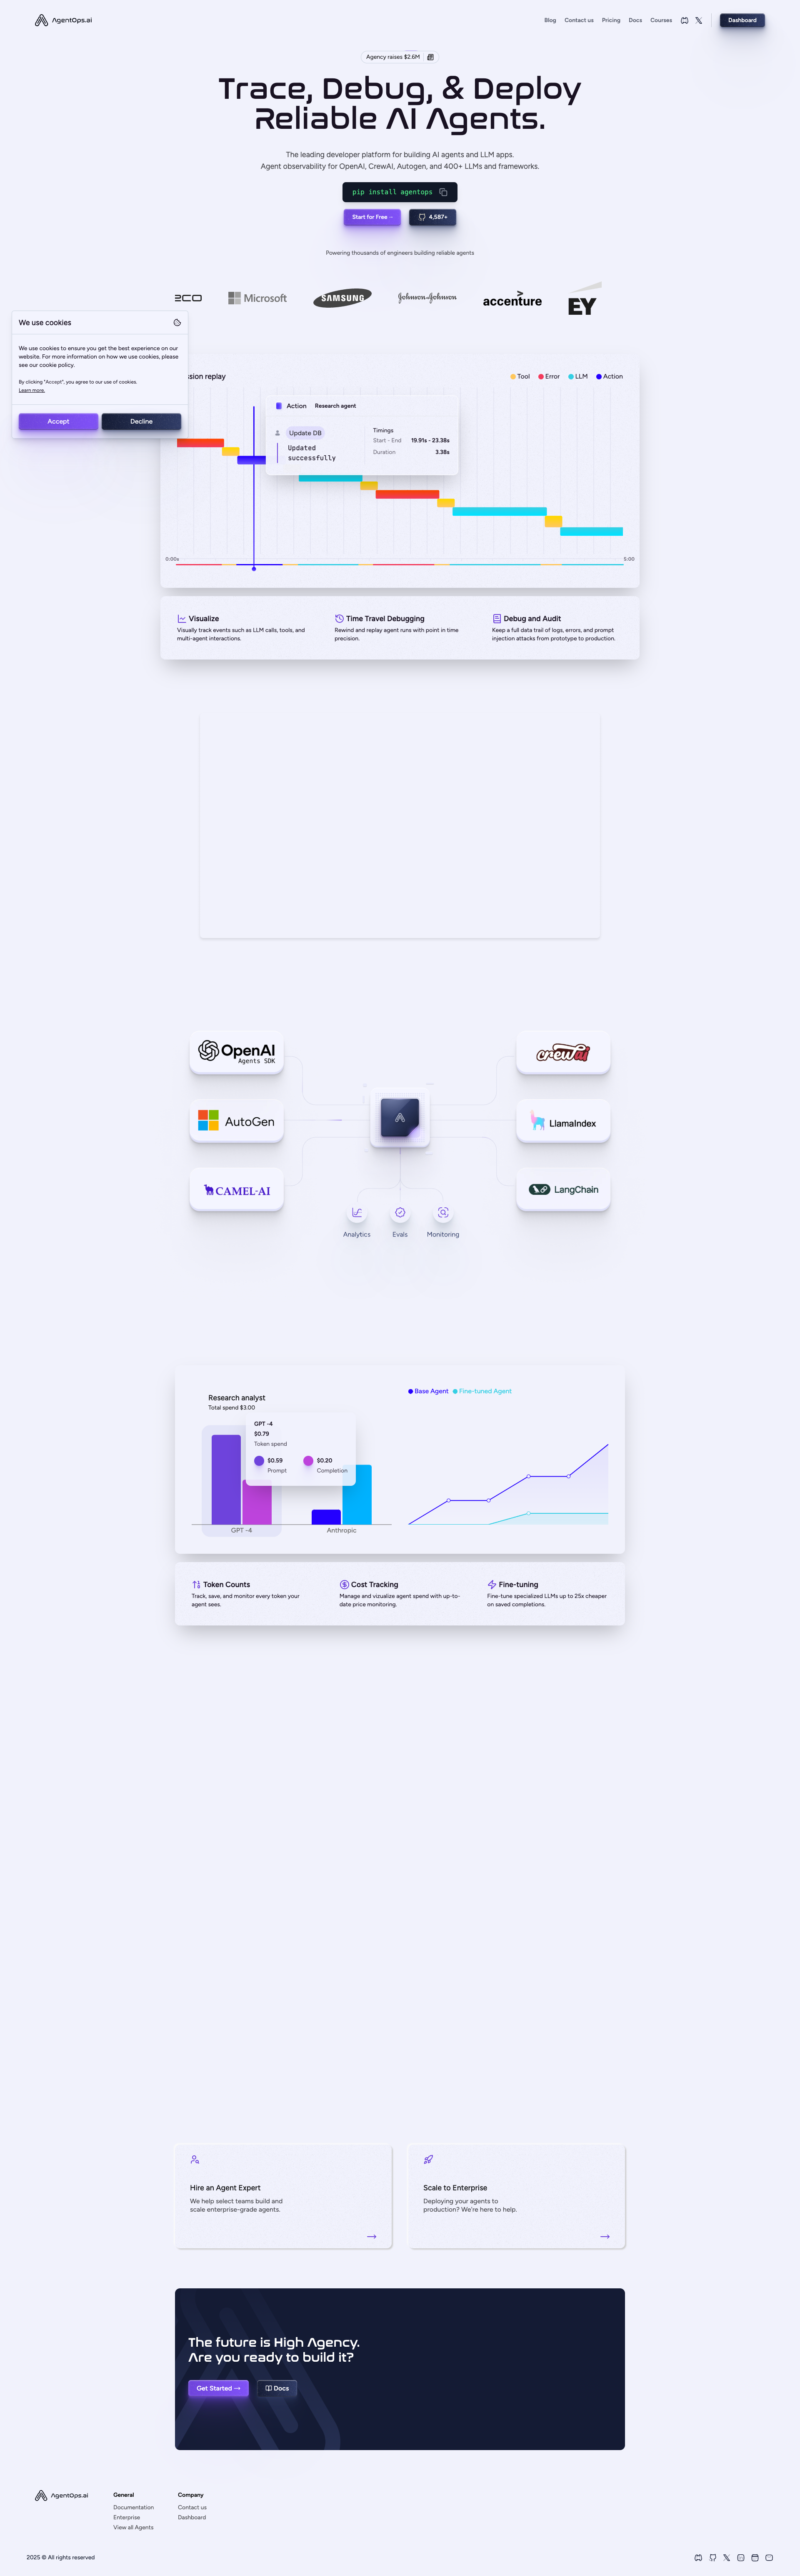 AgentOps.ai
Blog Contact us Pricing Docs Courses Dashboard
Agency raises $2.6M
Trace, Debug, & Deploy
Reliable AI Agents.
The leading developer platform for building AI agents and LLM apps.
Agent observability for OpenAI, CrewAI, Autogen, and 400+ LLMs and frameworks.
pip install agentops
Start for Free
4,587+
Powering thousands of engineers building reliable agents
Microsoft SAMSUNG Johnson&Johnson accenture EY
We use cookies
We use cookies to ensure you get the best experience on our
website. For more information on how we use cookies, please
see our cookie policy.
By clicking "Accept", you agree to our use of cookies.
Learn more.
Accept Decline
ssion replay
Tool Error LLM Action
Action Research agent
Update DB
Updated
successfully
Timings
Start - End 19.91s - 23.38s
Duration 3.38s
0:00s 5:00
Visualize
Visually track events such as LLM calls, tools, and
multi-agent interactions.
Time Travel Debugging
Rewind and replay agent runs with point in time
precision.
Debug and Audit
Keep a full data trail of logs, errors, and prompt
injection attacks from prototype to production.
OpenAI
Agents SDK
crewai
AutoGen
LlamaIndex
CAMEL-AI
LangChain
Analytics Evals Monitoring
Research analyst
Total spend $3.00
Base Agent Fine-tuned Agent
GPT -4
$0.79
Token spend
$0.59 $0.20
Prompt Completion
GPT -4 Anthropic
Token Counts
Track, save, and monitor every token your
agent sees.
Cost Tracking
Manage and vizualize agent spend with up-to-
date price monitoring.
Fine-tuning
Fine-tune specialized LLMs up to 25x cheaper
on saved completions.
Hire an Agent Expert
We help select teams build and
scale enterprise-grade agents.
Scale to Enterprise
Deploying your agents to
production? We're here to help.
The future is High Agency.
Are you ready to build it?
Get Started Docs
AgentOps.ai
General
Documentation
Enterprise
View all Agents
Company
Contact us
Dashboard
2025 © All rights reserved